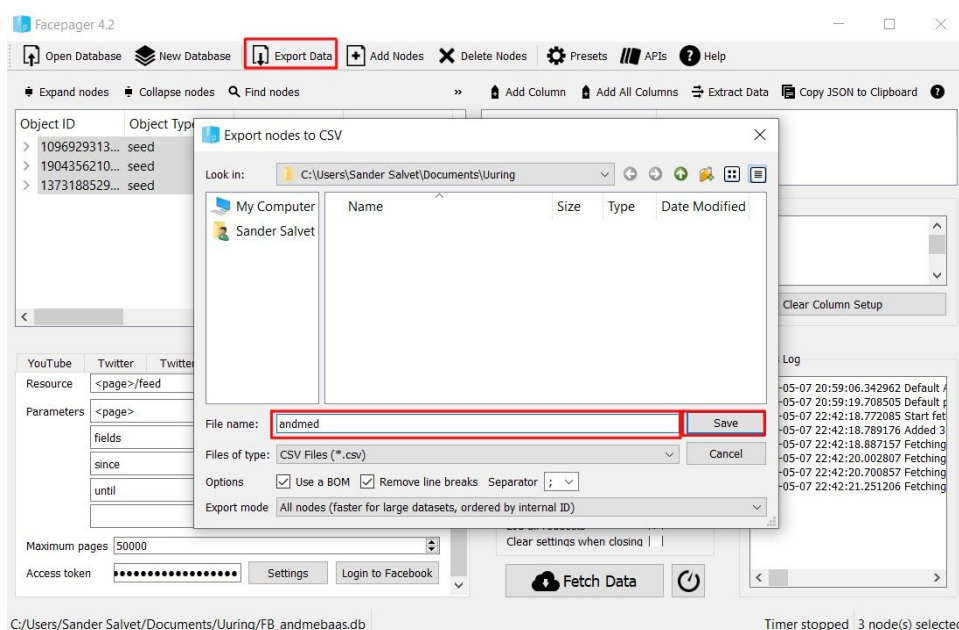 Facepager 4.2
Open Database New Database Export Data Add Nodes Delete Nodes Presets APIs Help
Expand nodes Collapse nodes Find nodes » Add Column Add All Columns Extract Data Copy JSON to Clipboard
Object ID Object Type
1096929313... seed
1904356210... seed
1373188529... seed
Export nodes to CSV
Look in: C:\Users\Sander Salvet\Documents\Uuring
My Computer
Sander Salvet
Name Size Type Date Modified
File name: andmed Save
Files of type: CSV Files (*.csv) Cancel
Options Use a BOM Remove line breaks Separator ;
Export mode All nodes (faster for large datasets, ordered by internal ID)
Clear Column Setup
YouTube Twitter Twitter
Resource <page>/feed
Parameters <page>
fields
since
until
Maximum pages 50000
Access token Settings Login to Facebook
Clear settings when closing
Fetch Data
Log
-05-07 20:59:06.342962 Default
-05-07 20:59:19.708505 Default
-05-07 22:42:18.772085 Start fet
-05-07 22:42:18.789176 Added 3
-05-07 22:42:18.887157 Fetching
-05-07 22:42:20.002807 Fetching
-05-07 22:42:20.700857 Fetching
-05-07 22:42:21.251206 Fetching
C:/Users/Sander Salvet/Documents/Uuring/FB_andmebaas.db Timer stopped 3 node(s) selected